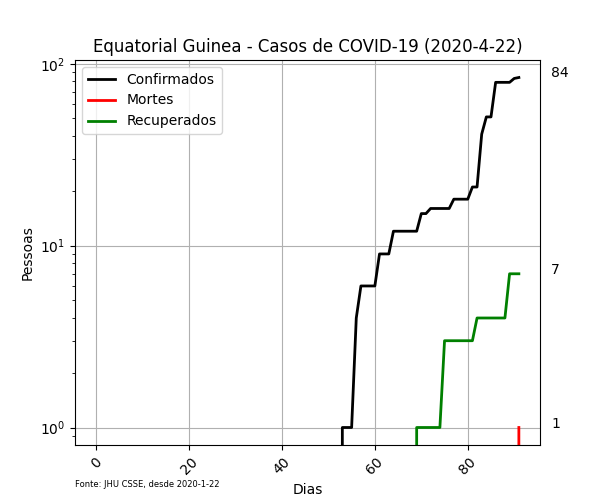 Equatorial Guinea - Casos de COVID-19 (2020-4-22)
Confirmados
Mortes
Recuperados
84
7
1
10²
10¹
10⁰
Pessoas
0
20
40
60
80
Dias
Fonte: JHU CSSE, desde 2020-1-22